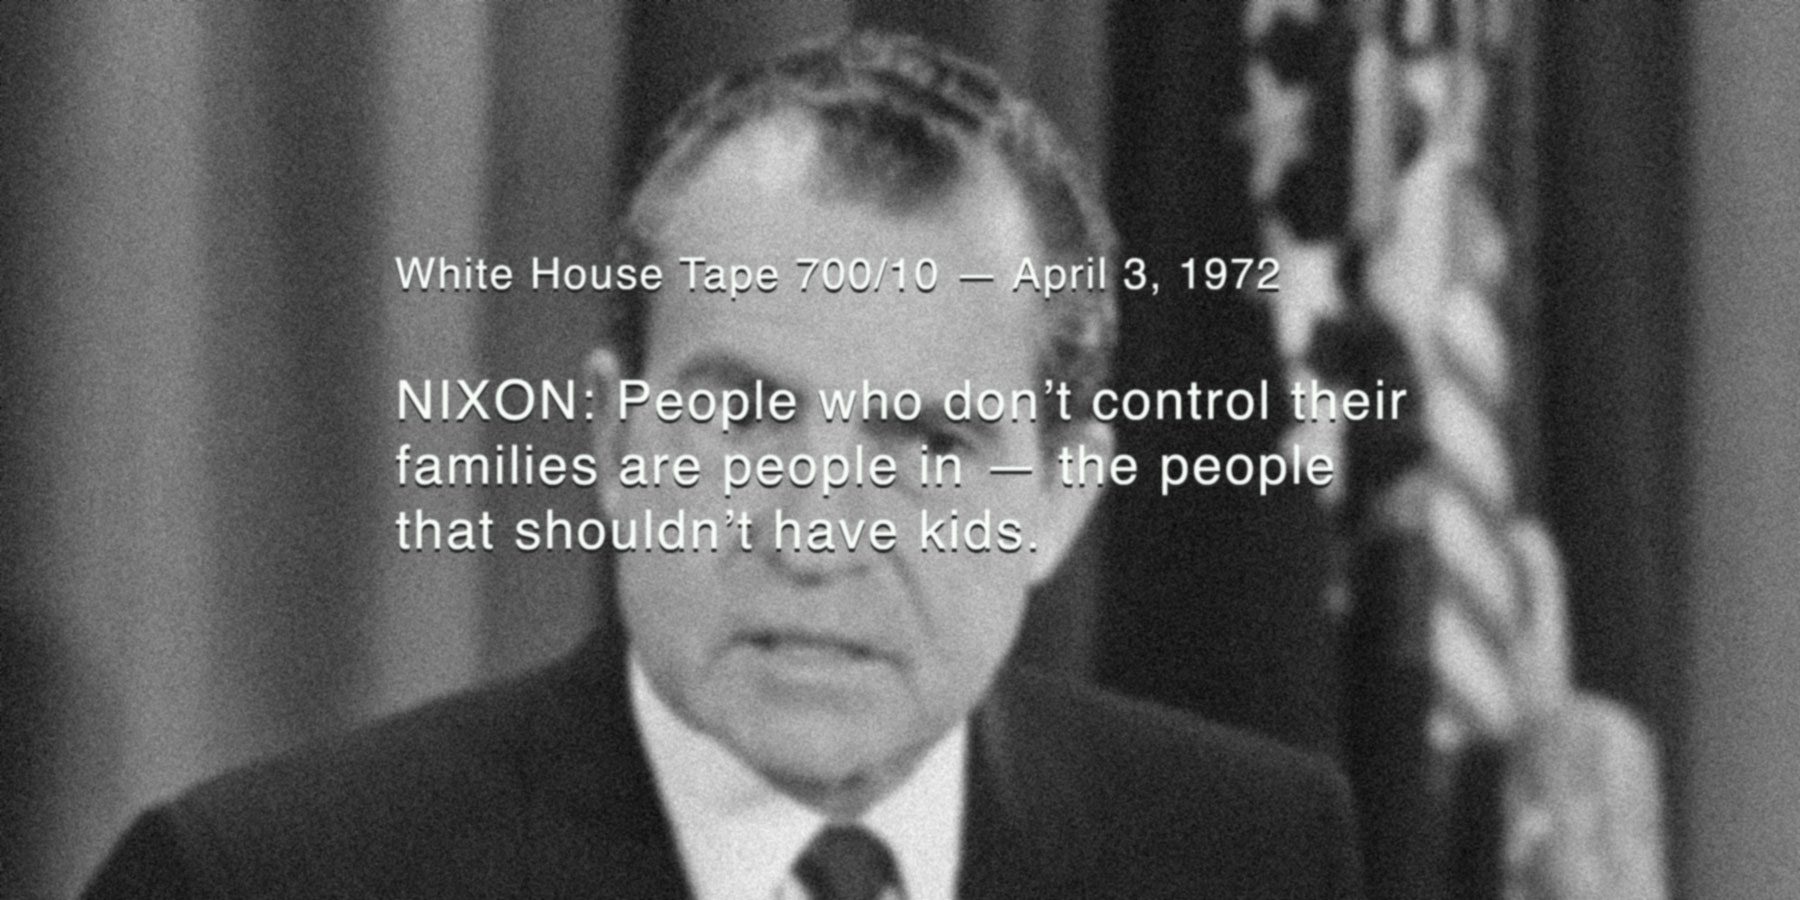 White House Tape 700/10 — April 3, 1972
NIXON: People who don’t control their
families are people in — the people
that shouldn’t have kids.